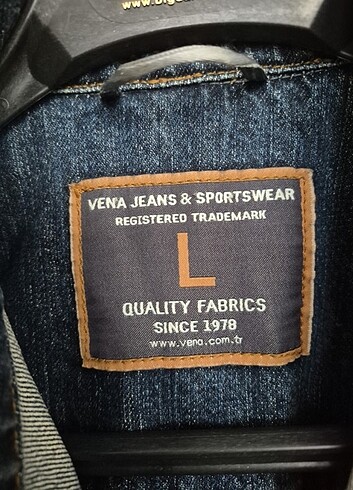 VENA JEANS & SPORTSWEAR
REGISTERED TRADEMARK
L
QUALITY FABRICS
SINCE 1978
www.vena.com.tr